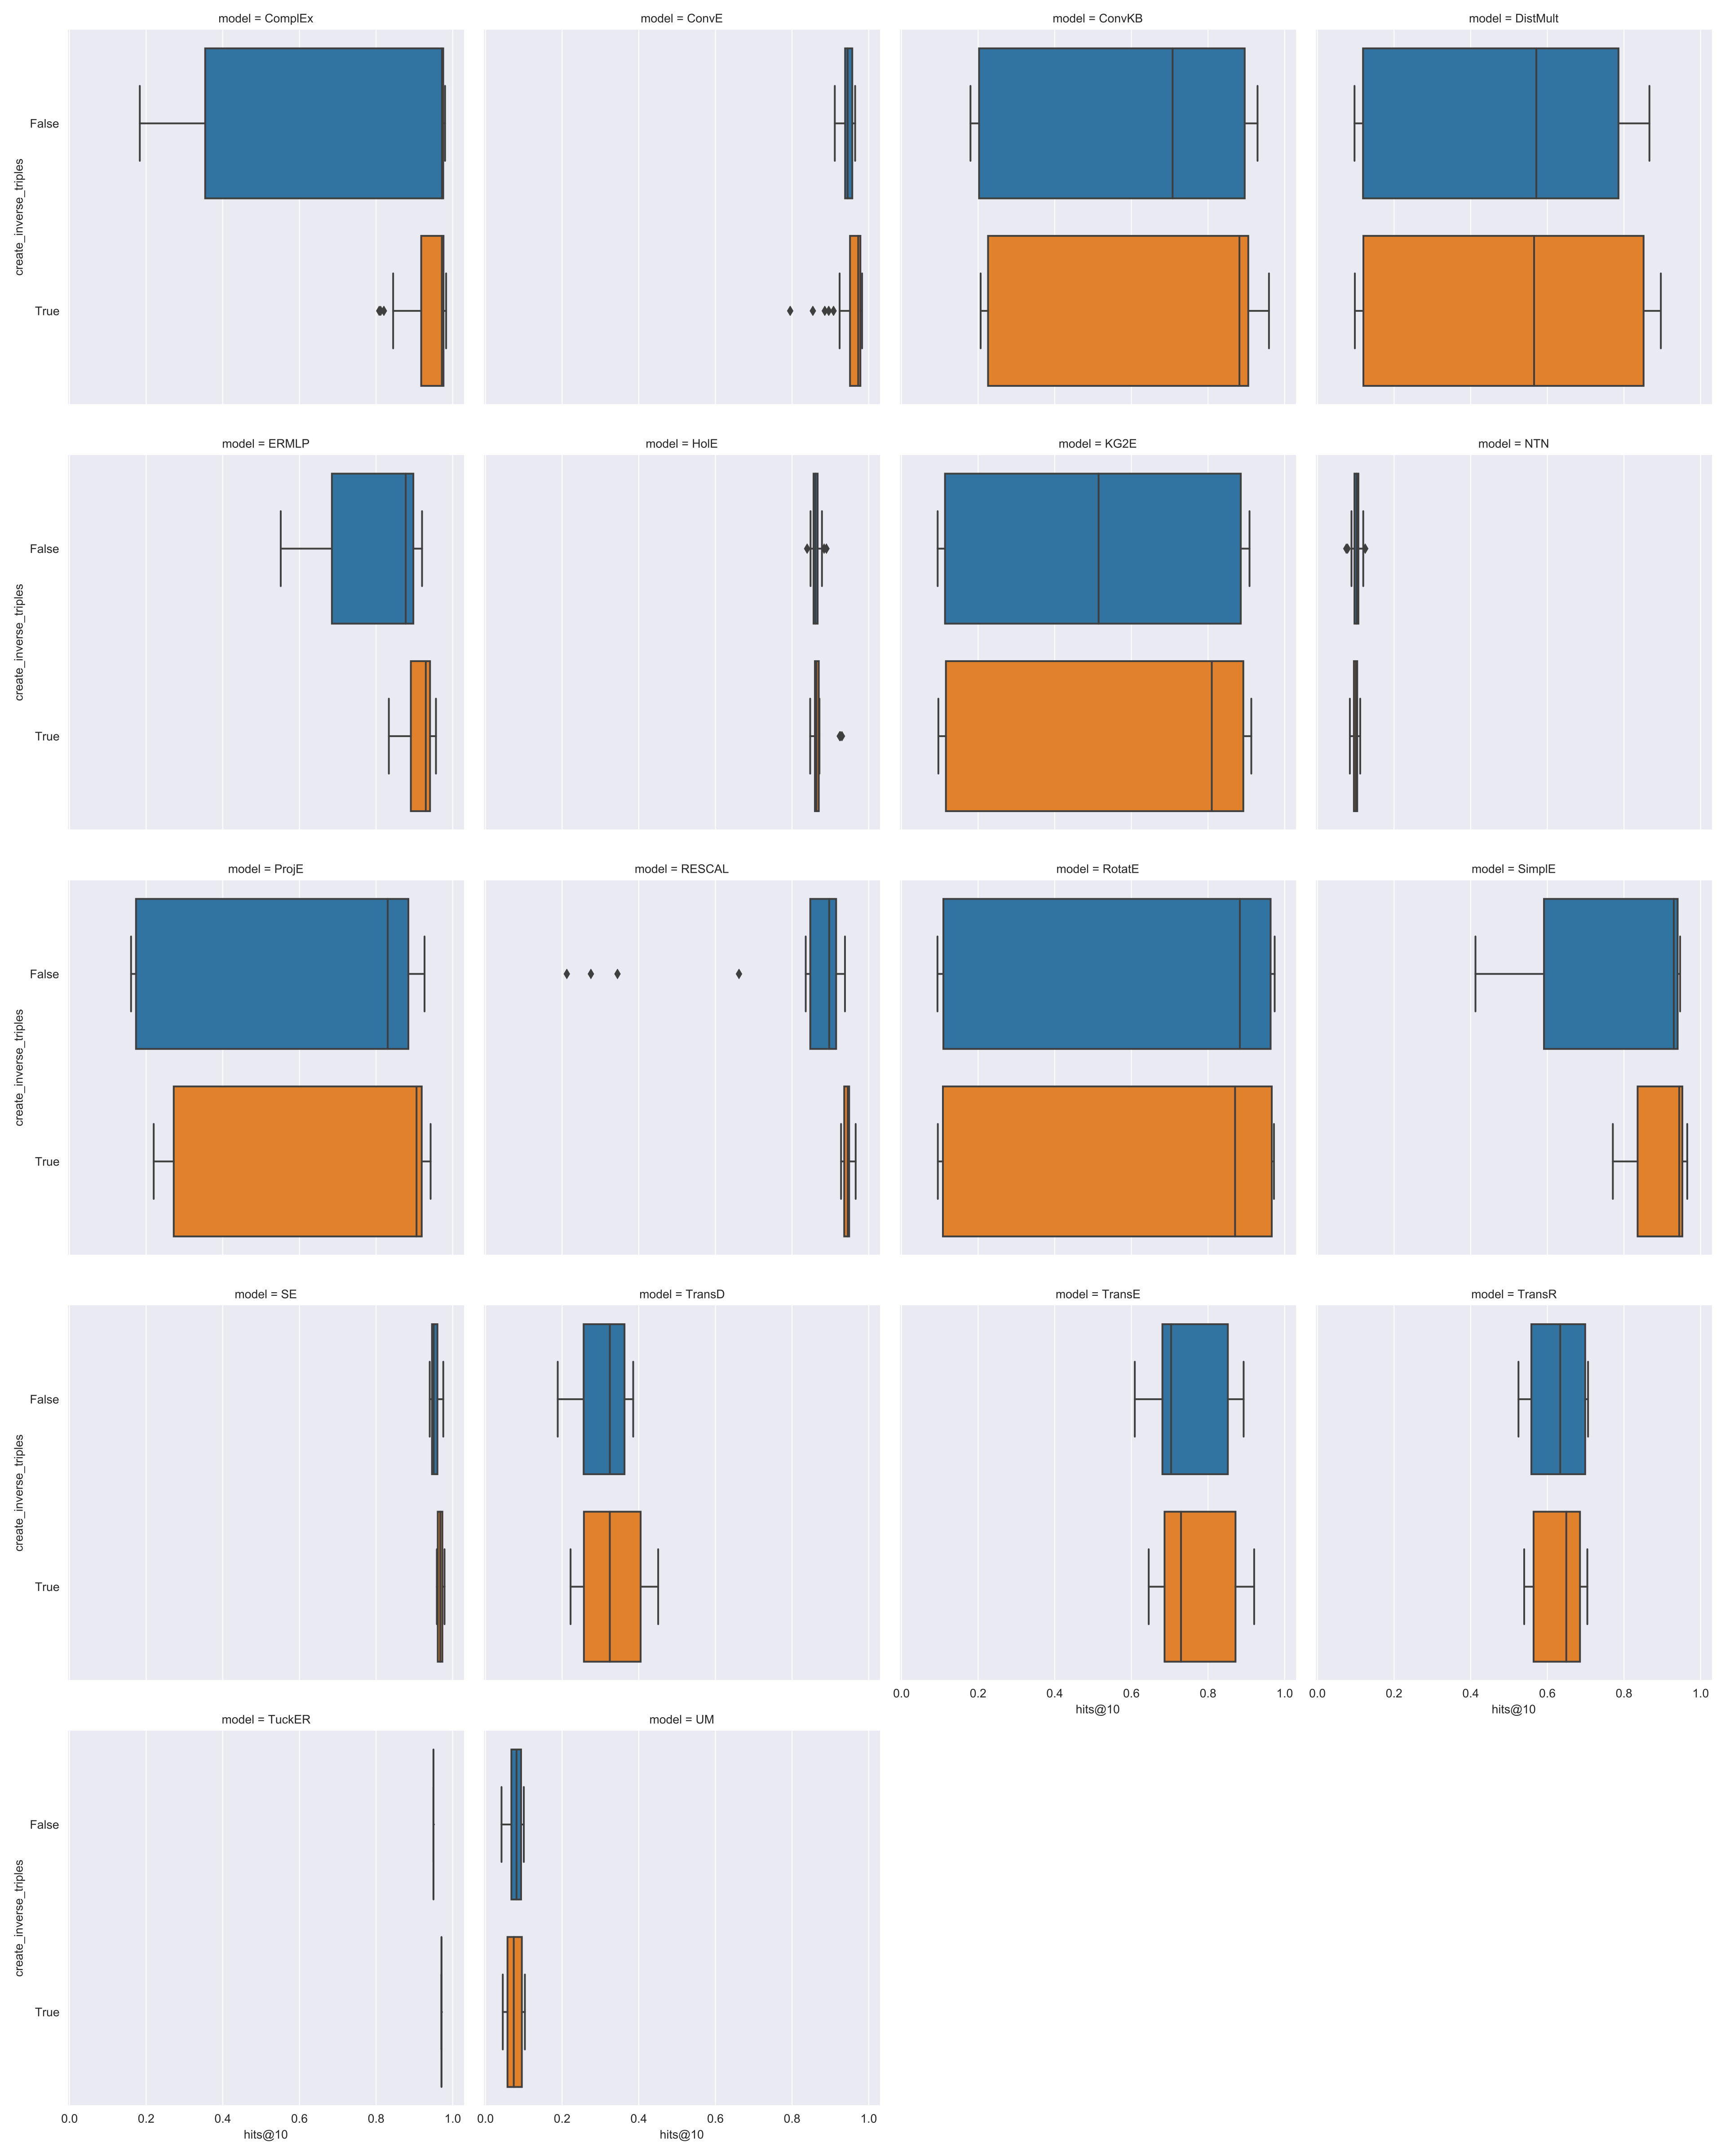 model = ComplEx
model = ConvE
model = ConvKB
model = DistMult
create_inverse_triples
False
True
model = ERMLP
model = HolE
model = KG2E
model = NTN
create_inverse_triples
False
True
model = ProjE
model = RESCAL
model = RotatE
model = SimplE
create_inverse_triples
False
True
model = SE
model = TransD
model = TransE
model = TransR
create_inverse_triples
False
True
0.0 0.2 0.4 0.6 0.8 1.0
hits@10
0.0 0.2 0.4 0.6 0.8 1.0
hits@10
model = TuckER
model = UM
create_inverse_triples
False
True
0.0 0.2 0.4 0.6 0.8 1.0
hits@10
0.0 0.2 0.4 0.6 0.8 1.0
hits@10